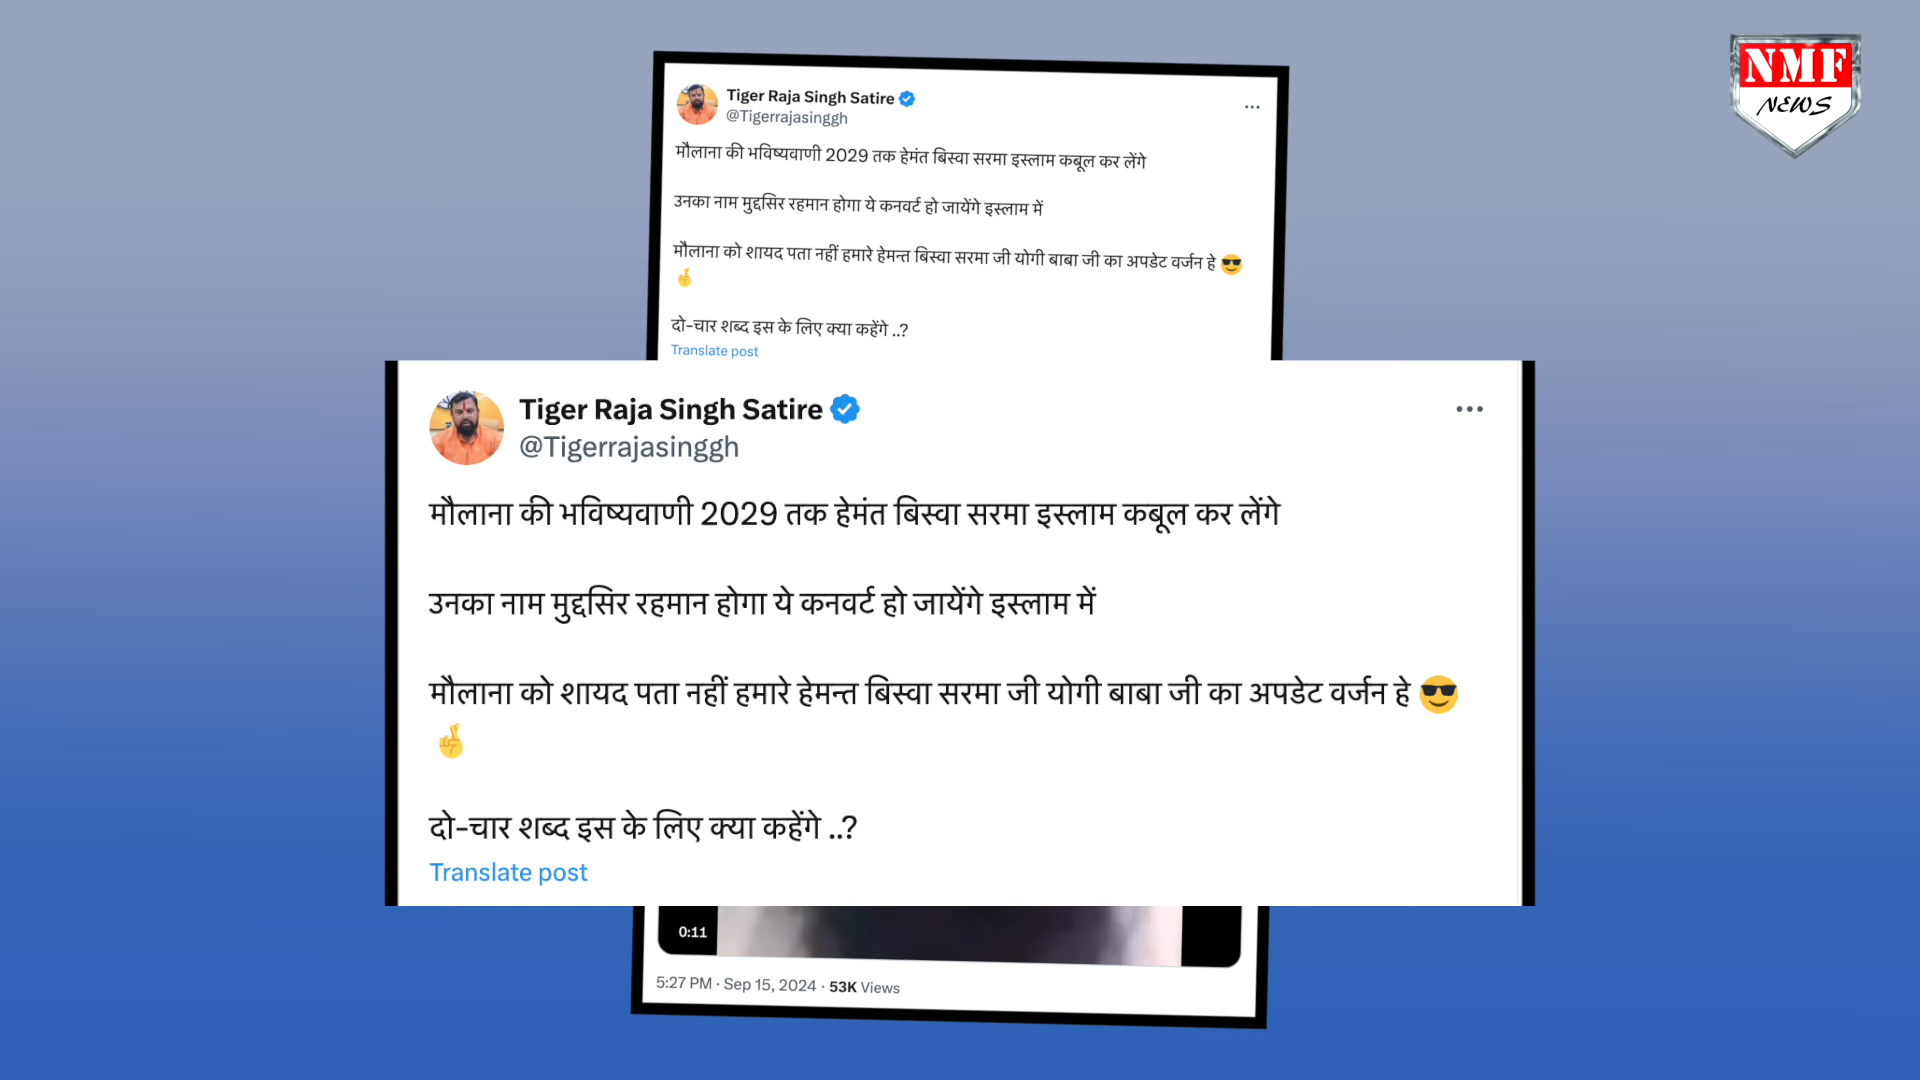 NMF
NEWS
Tiger Raja Singh Satire
@Tigerrajasinggh
मौलाना की भविष्यवाणी 2029 तक हेमंत बिस्वा सरमा इस्लाम कबूल कर लेंगे
उनका नाम मुद्दसिर रहमान होगा ये कनवर्ट हो जायेंगे इस्लाम में
मौलाना को शायद पता नहीं हमारे हेमन्त बिस्वा सरमा जी योगी बाबा जी का अपडेट वर्जन हे 😎
🤞
दो-चार शब्द इस के लिए क्या कहेंगे ..?
Translate post
Tiger Raja Singh Satire
@Tigerrajasinggh
मौलाना की भविष्यवाणी 2029 तक हेमंत बिस्वा सरमा इस्लाम कबूल कर लेंगे
उनका नाम मुद्दसिर रहमान होगा ये कनवर्ट हो जायेंगे इस्लाम में
मौलाना को शायद पता नहीं हमारे हेमन्त बिस्वा सरमा जी योगी बाबा जी का अपडेट वर्जन हे 😎
🤞
दो-चार शब्द इस के लिए क्या कहेंगे ..?
Translate post
0:11
5:27 PM · Sep 15, 2024 · 53K Views